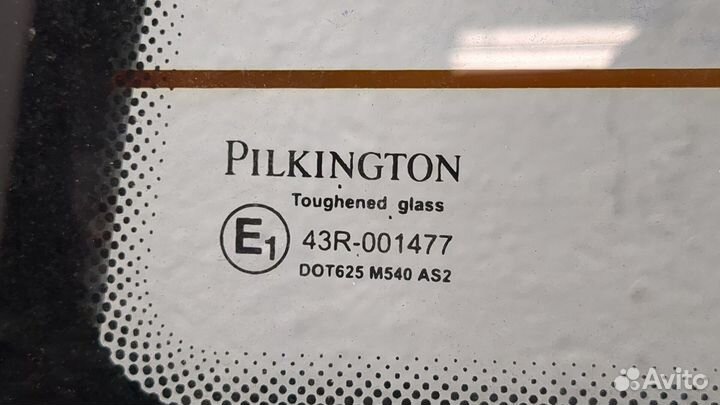 PILKINGTON
Toughened glass
E1 43R-001477
DOT625 M540 AS2
Avito